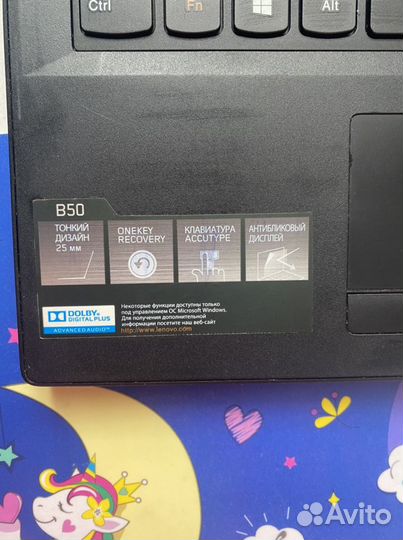 Ctrl
Fn
Alt
B50
ТОНКИЙ
ДИЗАЙН
25 мм
ONEKEY
RECOVERY
КЛАВИАТУРА
ACCUTYPE
АНТИБЛИКОВЫЙ
ДИСПЛЕЙ
DOLBY
DIGITAL PLUS
ADVANCED AUDIO™
Некоторые функции доступны только
под управлением ОС Microsoft Windows.
Для получения дополнительной
информации посетите наш веб-сайт
http://www.lenovo.com
Avito